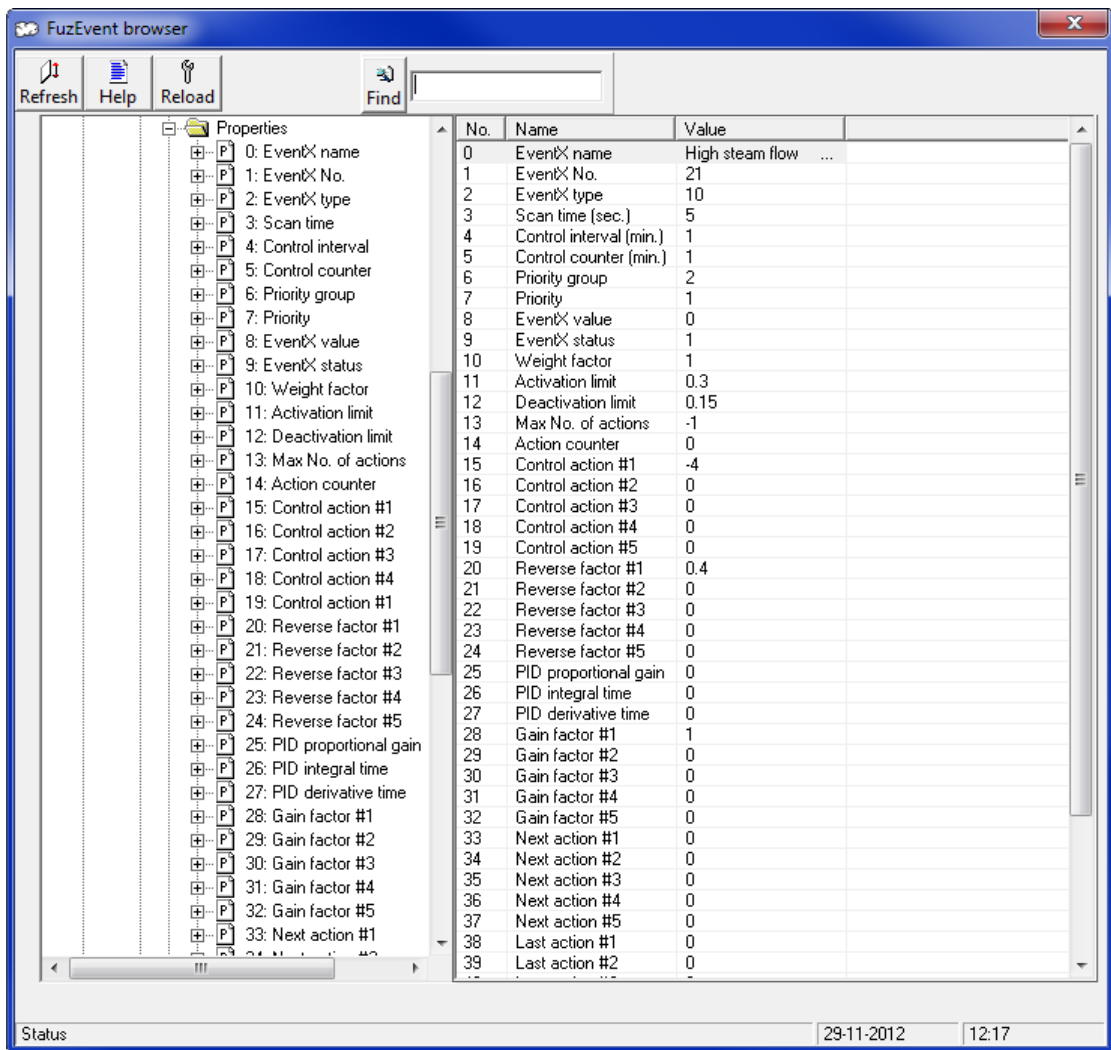 FuzEvent browser
Refresh Help Reload Find
Properties
0: EventX name
1: EventX No.
2: EventX type
3: Scan time
4: Control interval
5: Control counter
6: Priority group
7: Priority
8: EventX value
9: EventX status
10: Weight factor
11: Activation limit
12: Deactivation limit
13: Max No. of actions
14: Action counter
15: Control action #1
16: Control action #2
17: Control action #3
18: Control action #4
19: Control action #1
20: Reverse factor #1
21: Reverse factor #2
22: Reverse factor #3
23: Reverse factor #4
24: Reverse factor #5
25: PID proportional gain
26: PID integral time
27: PID derivative time
28: Gain factor #1
29: Gain factor #2
30: Gain factor #3
31: Gain factor #4
32: Gain factor #5
33: Next action #1
No. Name Value
0 EventX name High steam flow ...
1 EventX No. 21
2 EventX type 10
3 Scan time (sec.) 5
4 Control interval (min.) 1
5 Control counter (min.) 1
6 Priority group 2
7 Priority 1
8 EventX value 0
9 EventX status 1
10 Weight factor 1
11 Activation limit 0.3
12 Deactivation limit 0.15
13 Max No. of actions -1
14 Action counter 0
15 Control action #1 -4
16 Control action #2 0
17 Control action #3 0
18 Control action #4 0
19 Control action #5 0
20 Reverse factor #1 0.4
21 Reverse factor #2 0
22 Reverse factor #3 0
23 Reverse factor #4 0
24 Reverse factor #5 0
25 PID proportional gain 0
26 PID integral time 0
27 PID derivative time 0
28 Gain factor #1 1
29 Gain factor #2 0
30 Gain factor #3 0
31 Gain factor #4 0
32 Gain factor #5 0
33 Next action #1 0
34 Next action #2 0
35 Next action #3 0
36 Next action #4 0
37 Next action #5 0
38 Last action #1 0
39 Last action #2 0
Status 29-11-2012 12:17